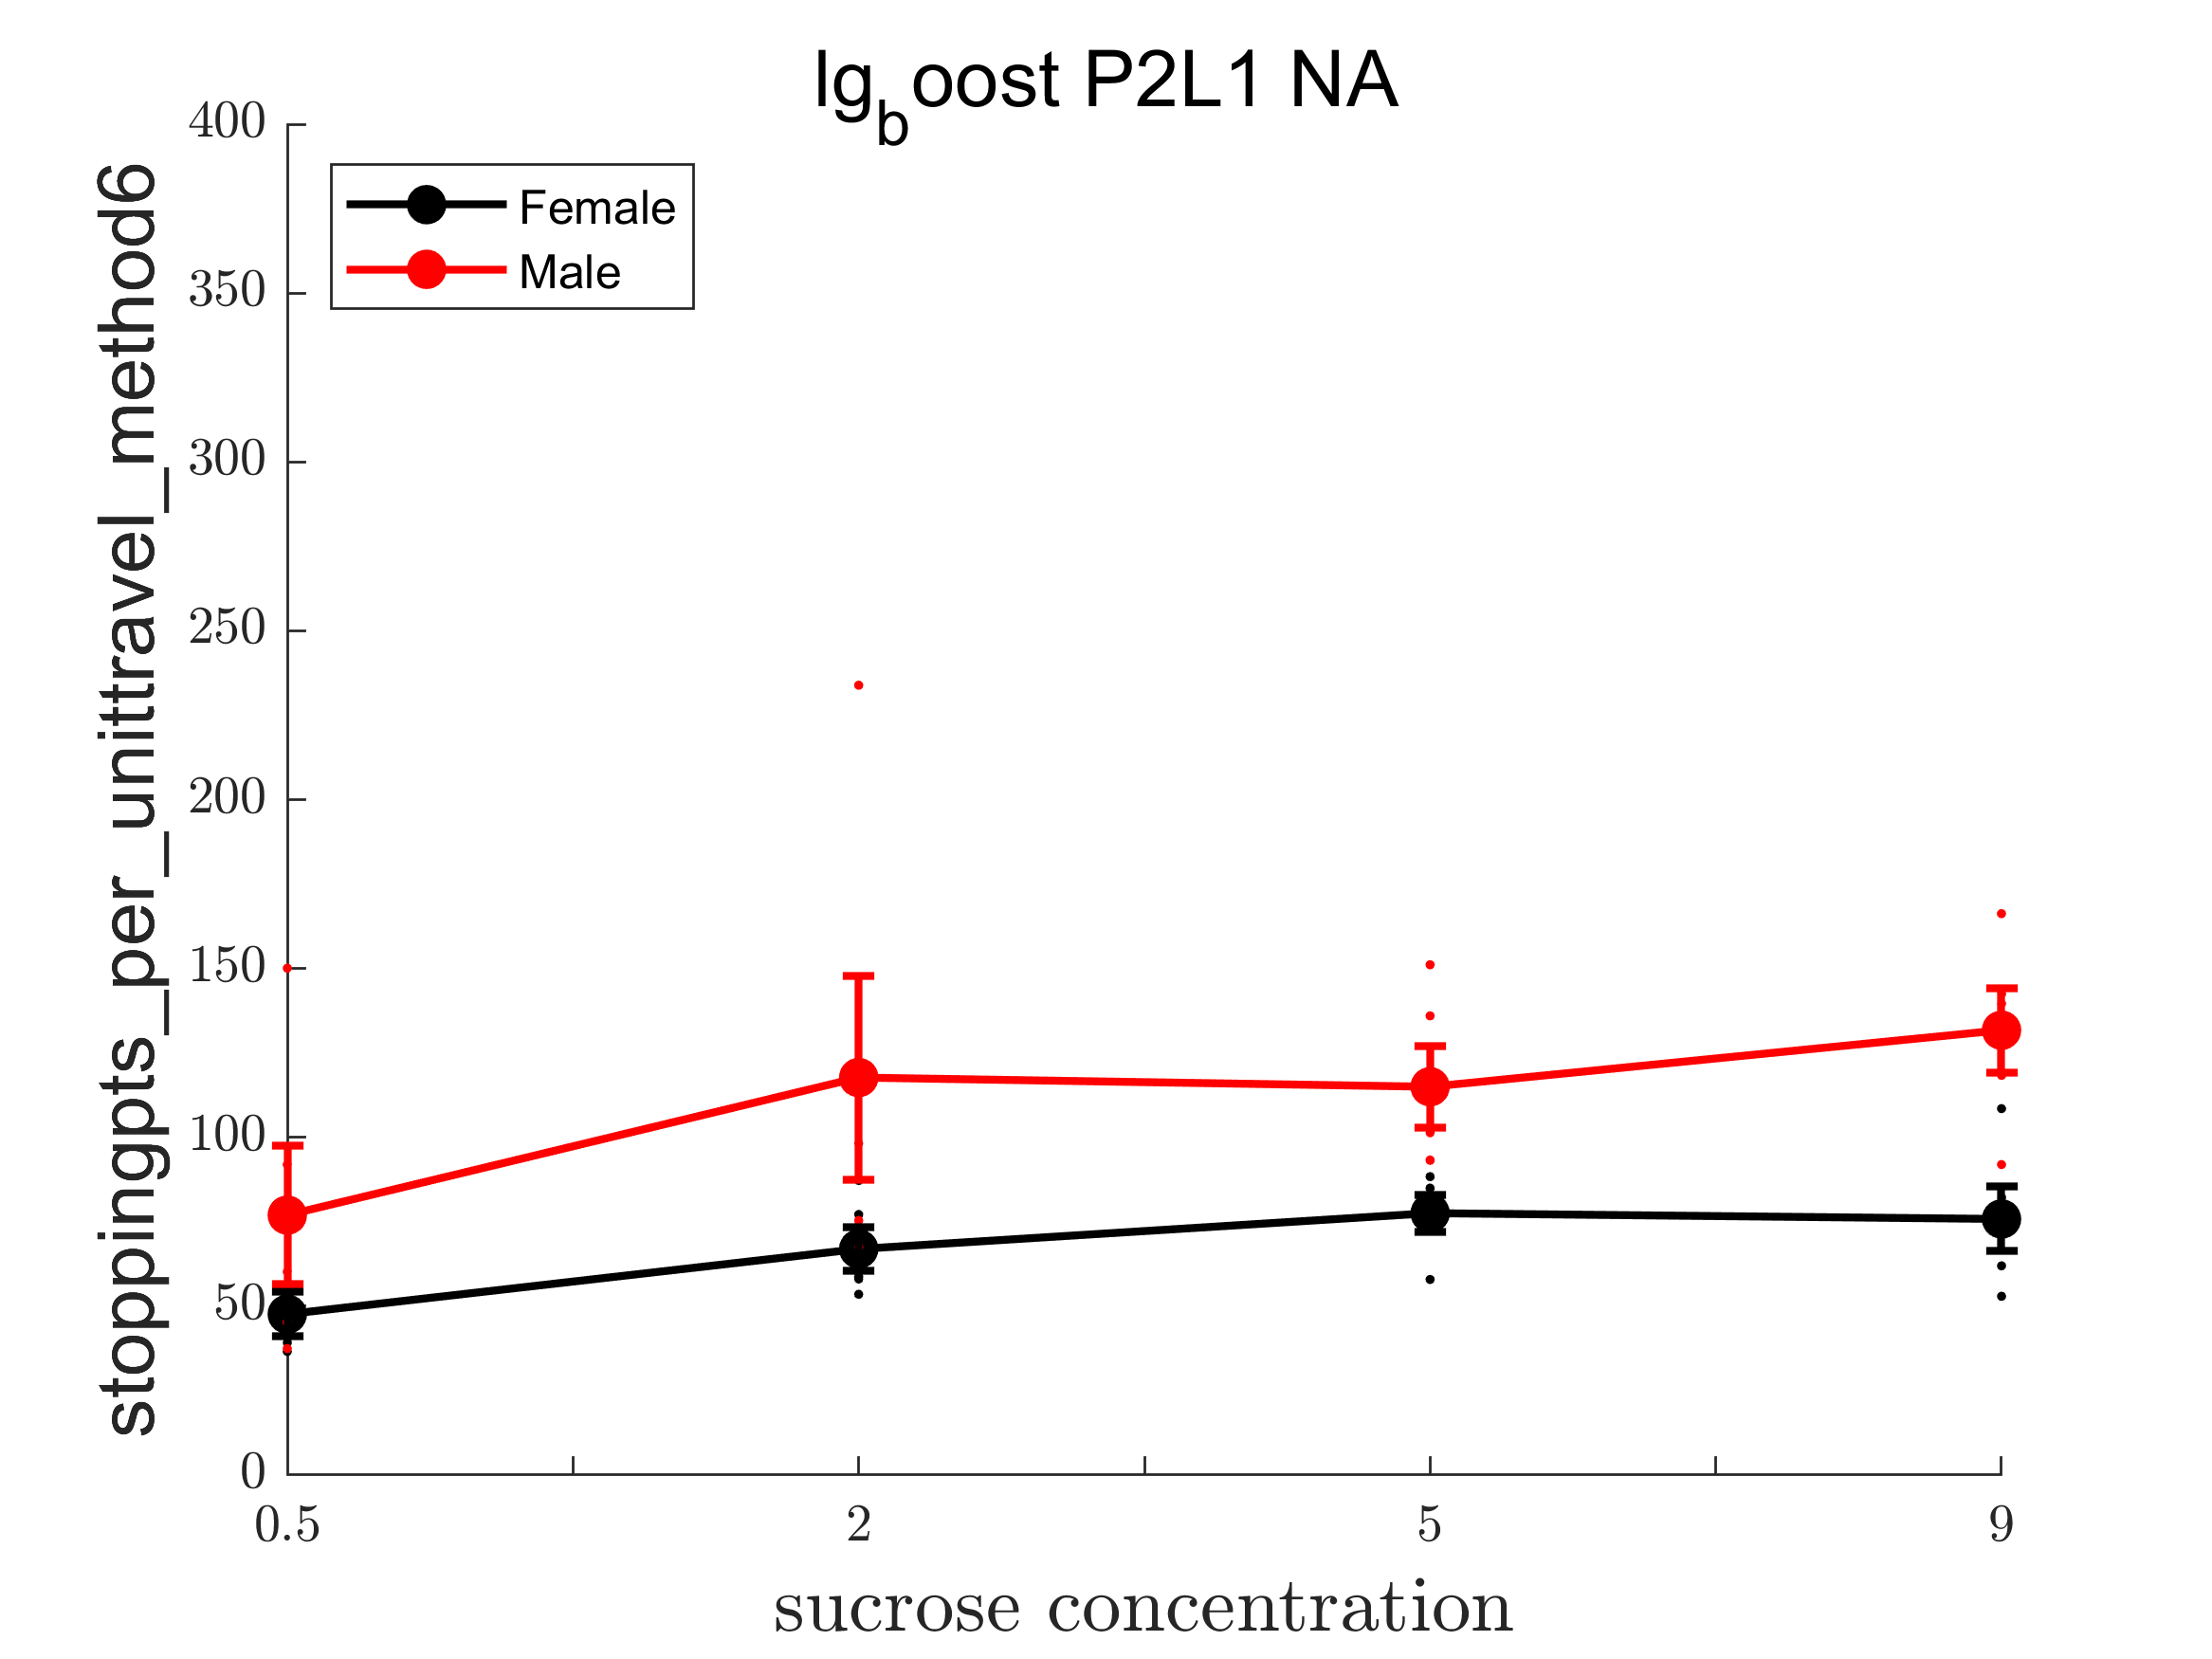 lg_boost P2L1 NA
stoppingpts_per_unittravel_method6
400
350
300
250
200
150
100
50
0
Female
Male
0.5 2 5 9
sucrose concentration